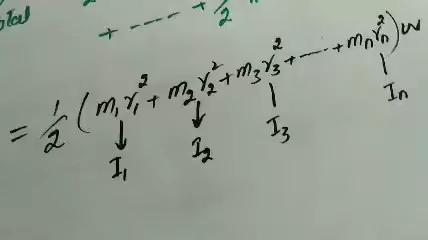 + ---- + 1/2
= 1/2 (m₁r₁² + m₂r₂² + m₃r₃² + ---- + mₙrₙ²) ω
I₁ I₂ I₃ Iₙ